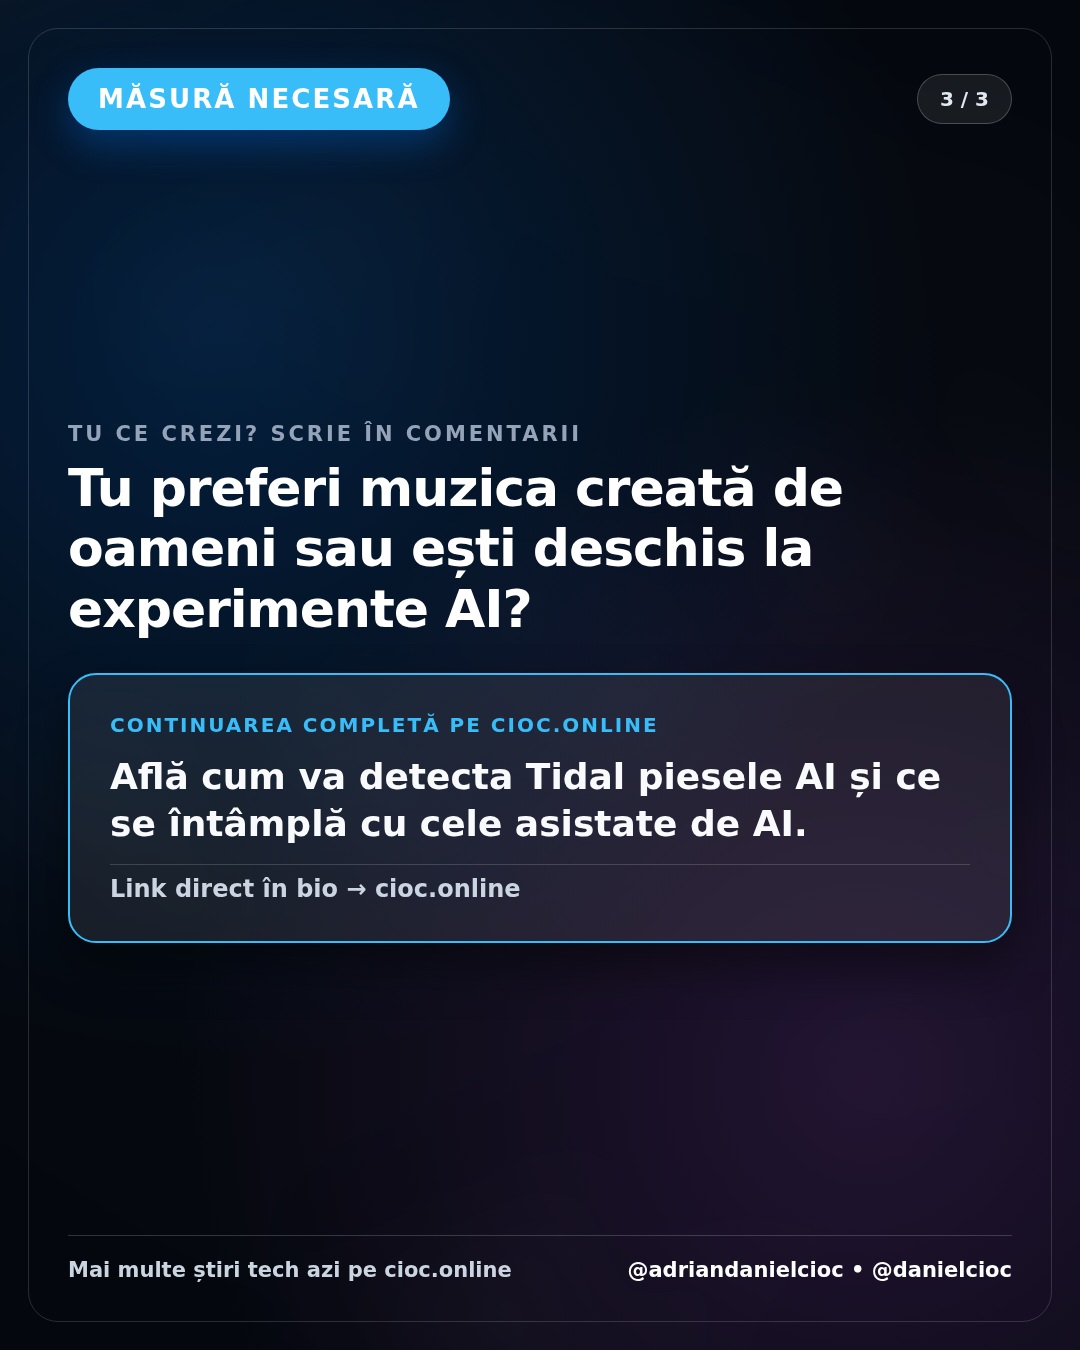 MĂSURĂ NECESARĂ
3 / 3
TU CE CREZI? SCRIE ÎN COMENTARII
Tu preferi muzica creată de
oameni sau ești deschis la
experimente AI?
CONTINUAREA COMPLETĂ PE CIOC.ONLINE
Află cum va detecta Tidal piesele AI și ce
se întâmplă cu cele asistate de AI.
Link direct în bio → cioc.online
Mai multe știri tech azi pe cioc.online
@adriandanielcioc • @danielcioc